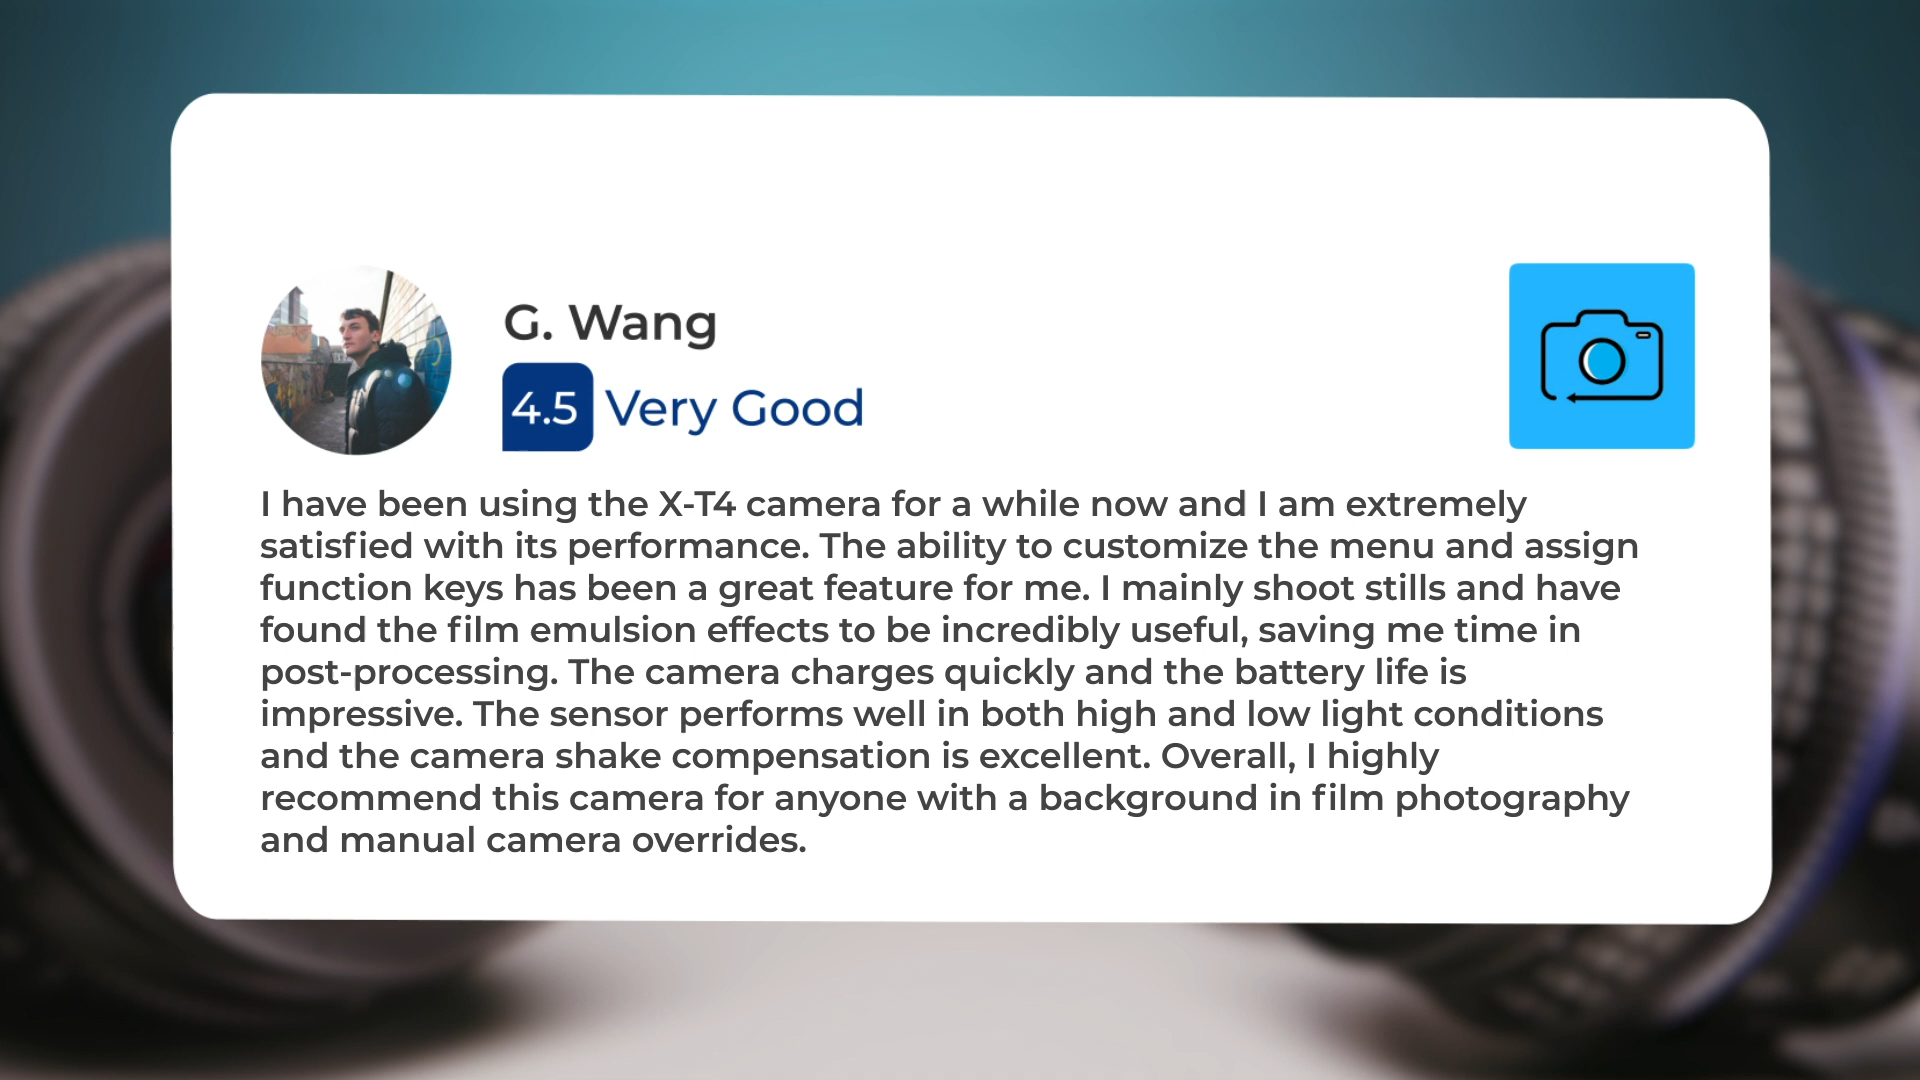 G. Wang
4.5 Very Good
I have been using the X-T4 camera for a while now and I am extremely
satisfied with its performance. The ability to customize the menu and assign
function keys has been a great feature for me. I mainly shoot stills and have
found the film emulsion effects to be incredibly useful, saving me time in
post-processing. The camera charges quickly and the battery life is
impressive. The sensor performs well in both high and low light conditions
and the camera shake compensation is excellent. Overall, I highly
recommend this camera for anyone with a background in film photography
and manual camera overrides.